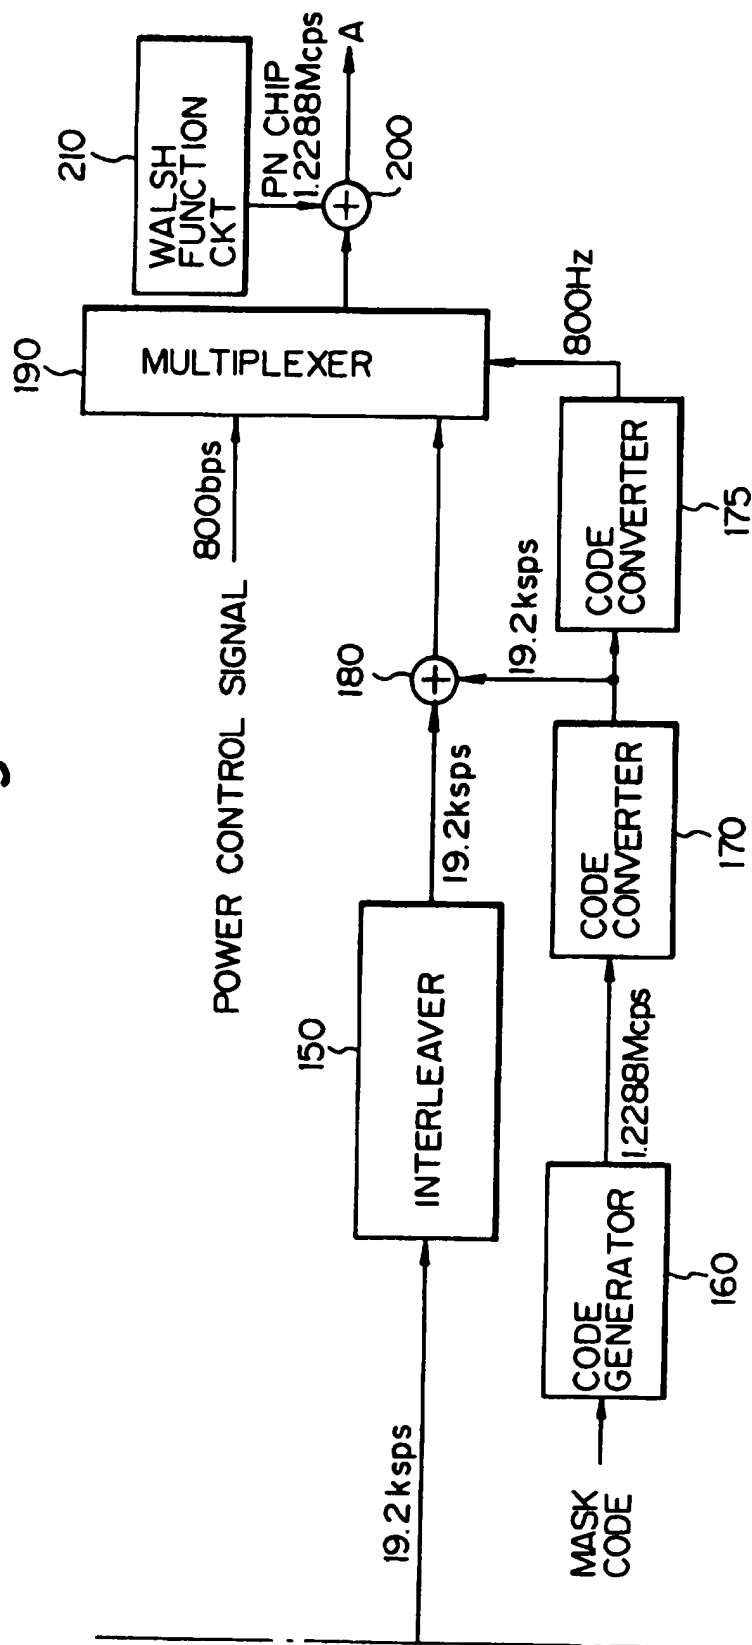 210
WALSH
FUNCTION
CKT
PN CHIP
1.2288Mcps
A
200
190
MULTIPLEXER
800bps
POWER CONTROL SIGNAL
800Hz
180
19.2ksps
19.2ksps
CODE
CONVERTER
175
150
INTERLEAVER
CODE
CONVERTER
170
1.2288Mcps
19.2ksps
CODE
GENERATOR
160
MASK
CODE